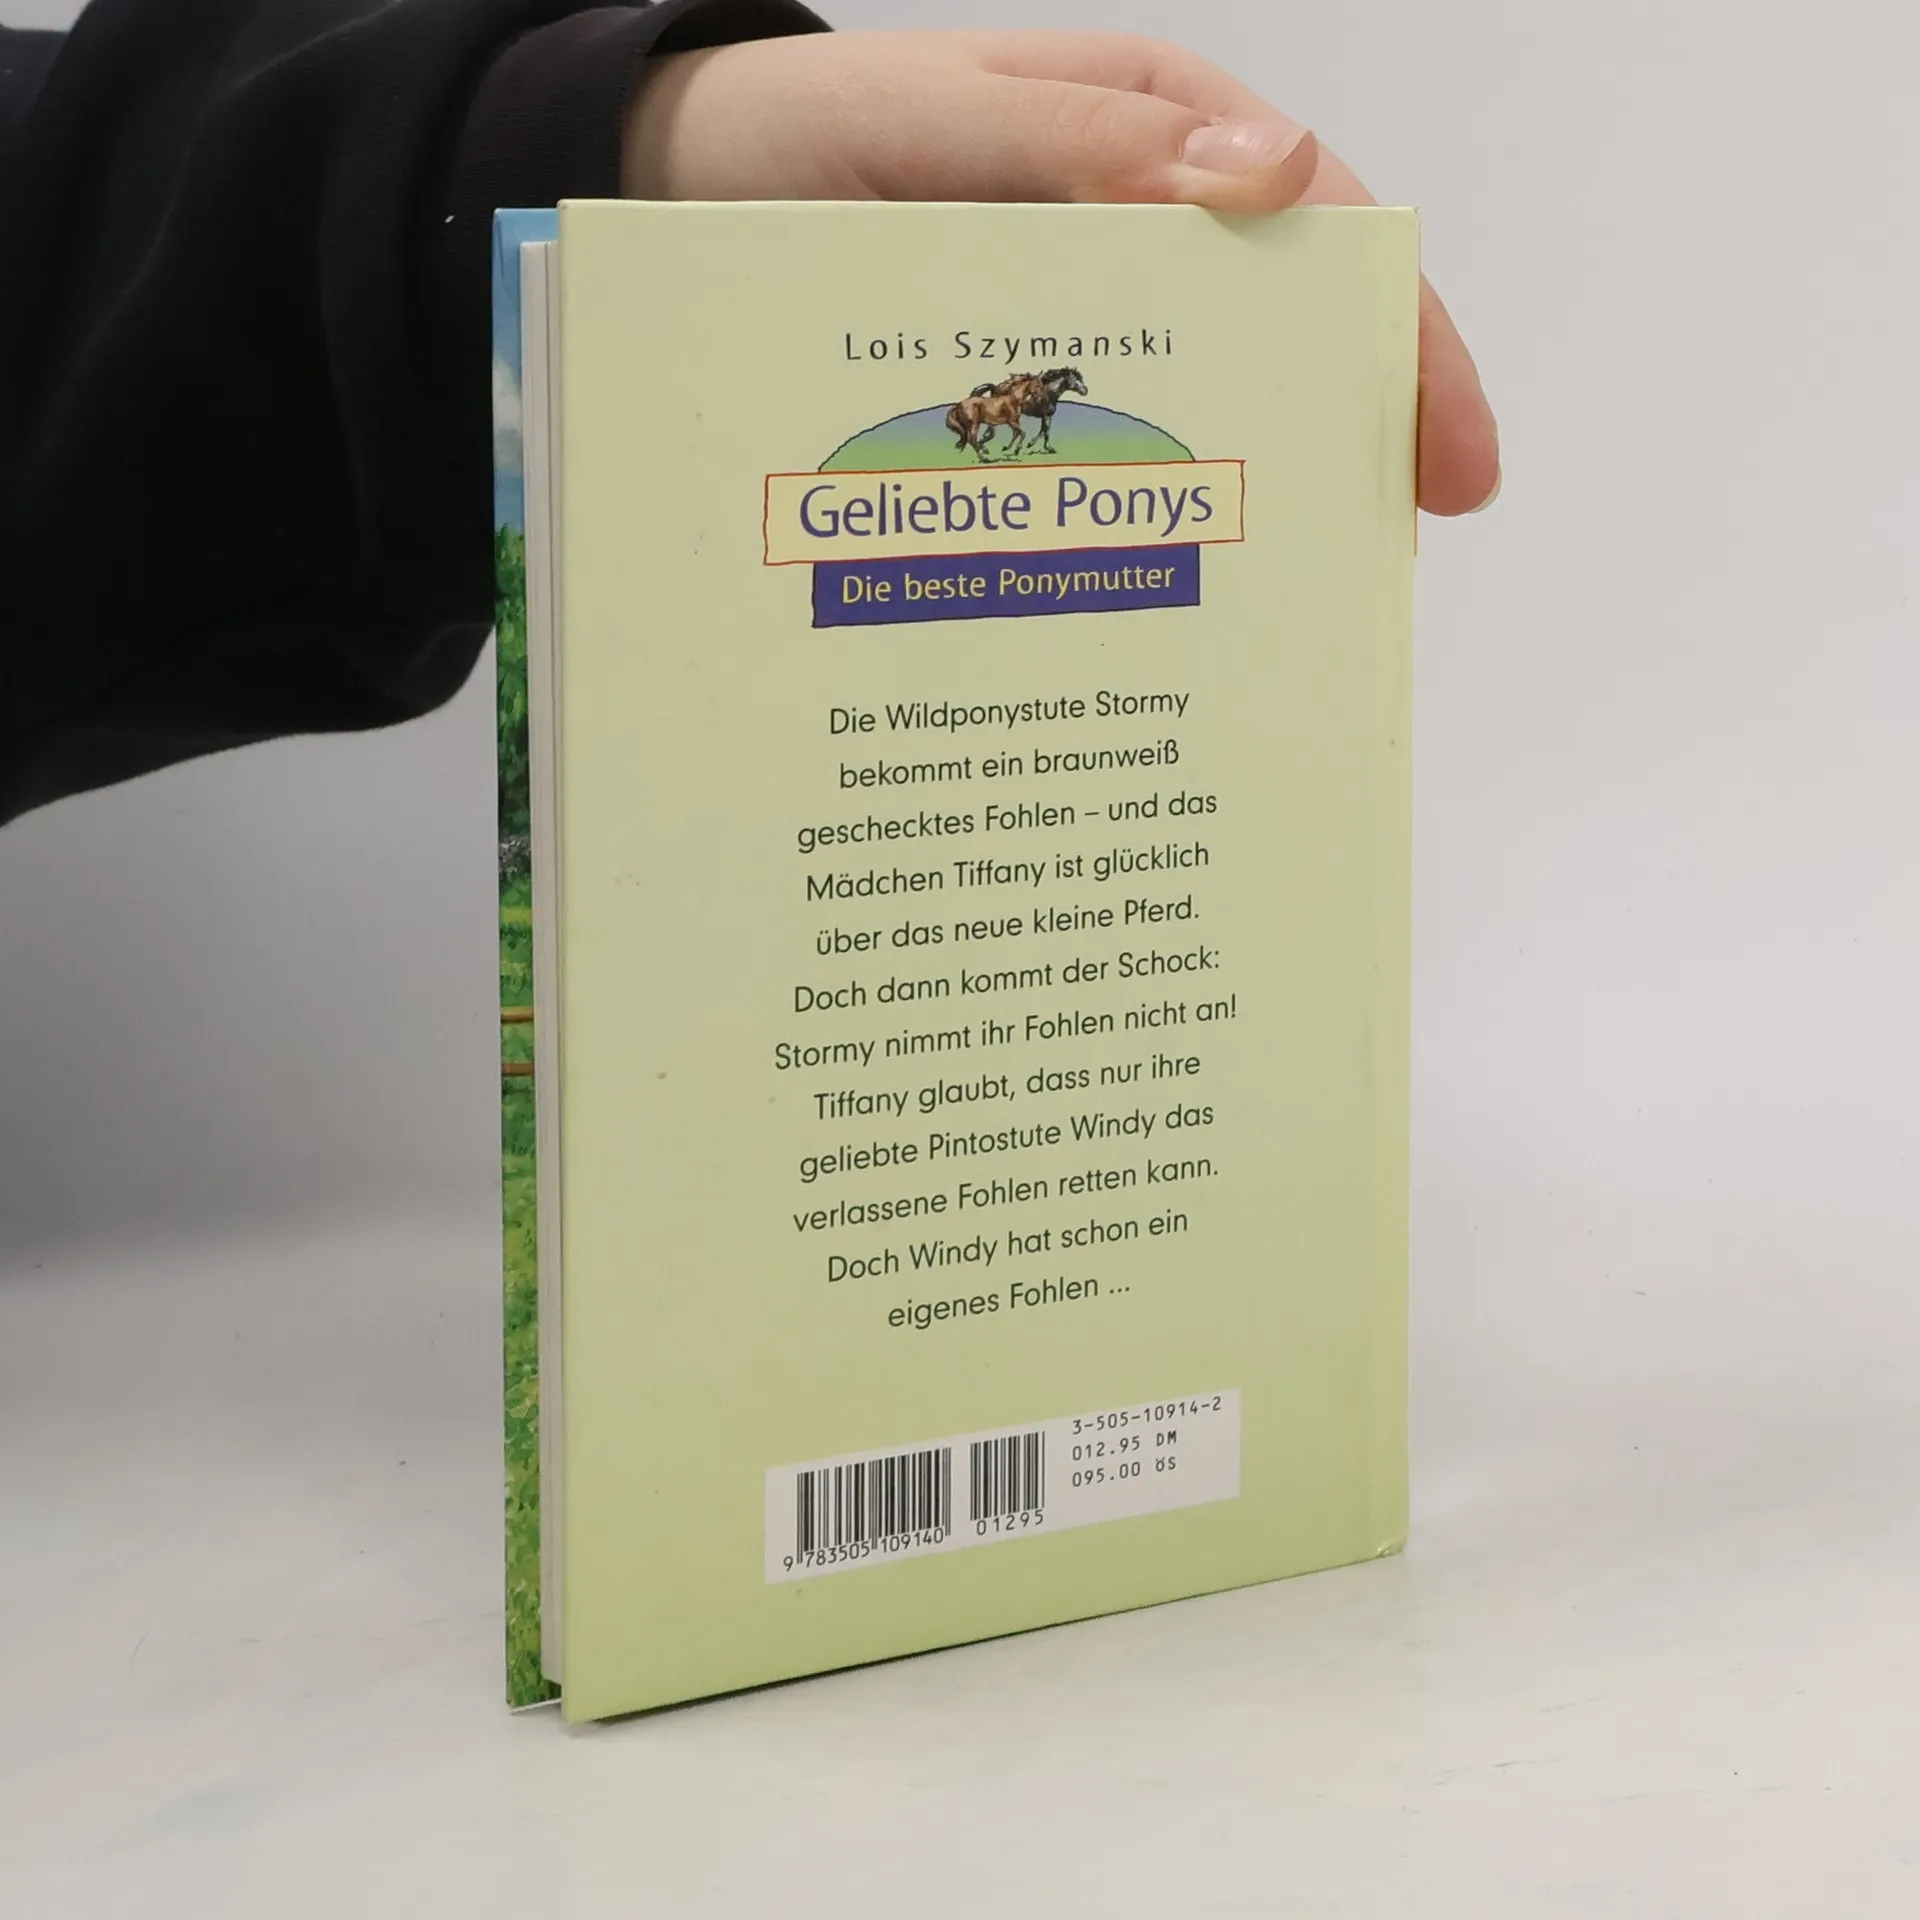 Lois Szymanski
Geliebte Ponys
Die beste Ponymutter
Die Wildponystute Stormy
bekommt ein braunweiß
geschecktes Fohlen – und das
Mädchen Tiffany ist glücklich
über das neue kleine Pferd.
Doch dann kommt der Schock:
Stormy nimmt ihr Fohlen nicht an!
Tiffany glaubt, dass nur ihre
geliebte Pintostute Windy das
verlassene Fohlen retten kann.
Doch Windy hat schon ein
eigenes Fohlen ...
3-505-10914-2
012.95 DM
095.00 öS
9 783505 109140
01295